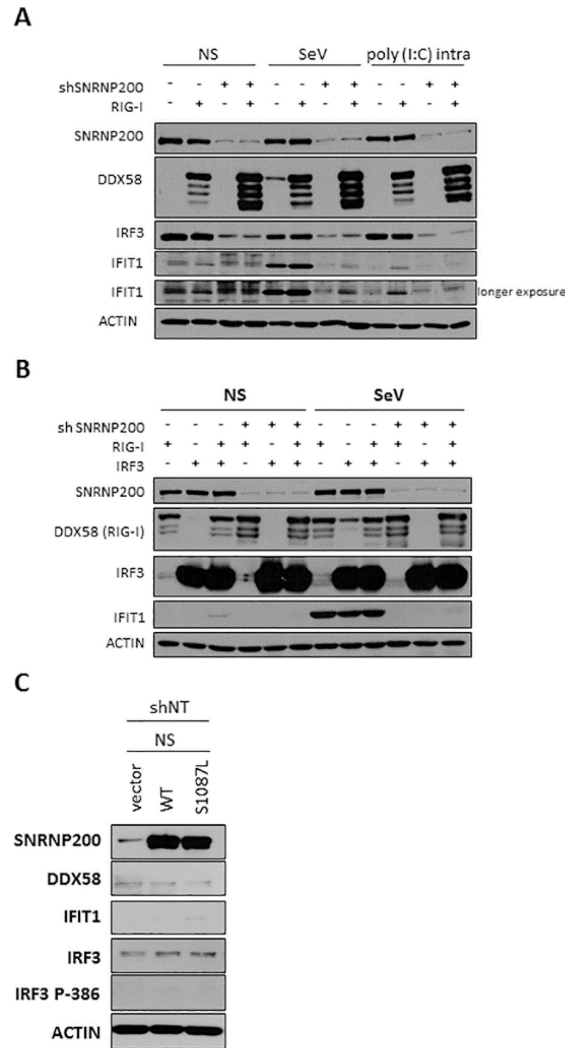 A
NS SeV poly (I:C) intra
shSNRNP200 - - + + - - + + - - + +
RIG-I - + - + - + - + - + - +
SNRNP200
DDX58
IRF3
IFIT1
IFIT1 longer exposure
ACTIN
B
NS SeV
sh SNRNP200 - - - + + + - - - + + +
RIG-I + - + + - + + - + + - +
IRF3 - + + - + + - + + - + +
SNRNP200
DDX58 (RIG-I)
IRF3
IFIT1
ACTIN
C
shNT
NS
vector WT S1087L
SNRNP200
DDX58
IFIT1
IRF3
IRF3 P-386
ACTIN